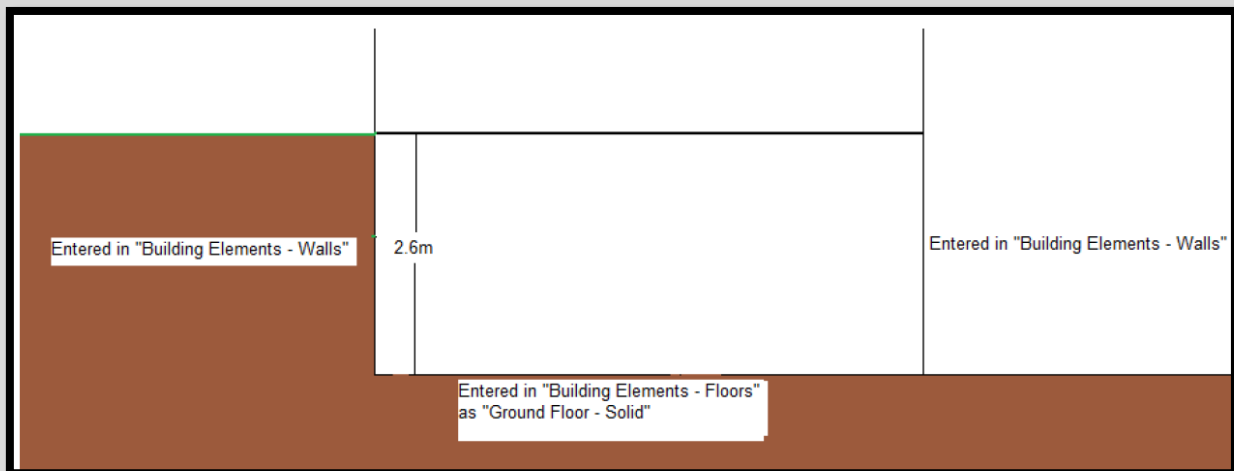 Entered in "Building Elements - Walls"
2.6m
Entered in "Building Elements - Walls"
Entered in "Building Elements - Floors"
as "Ground Floor - Solid"